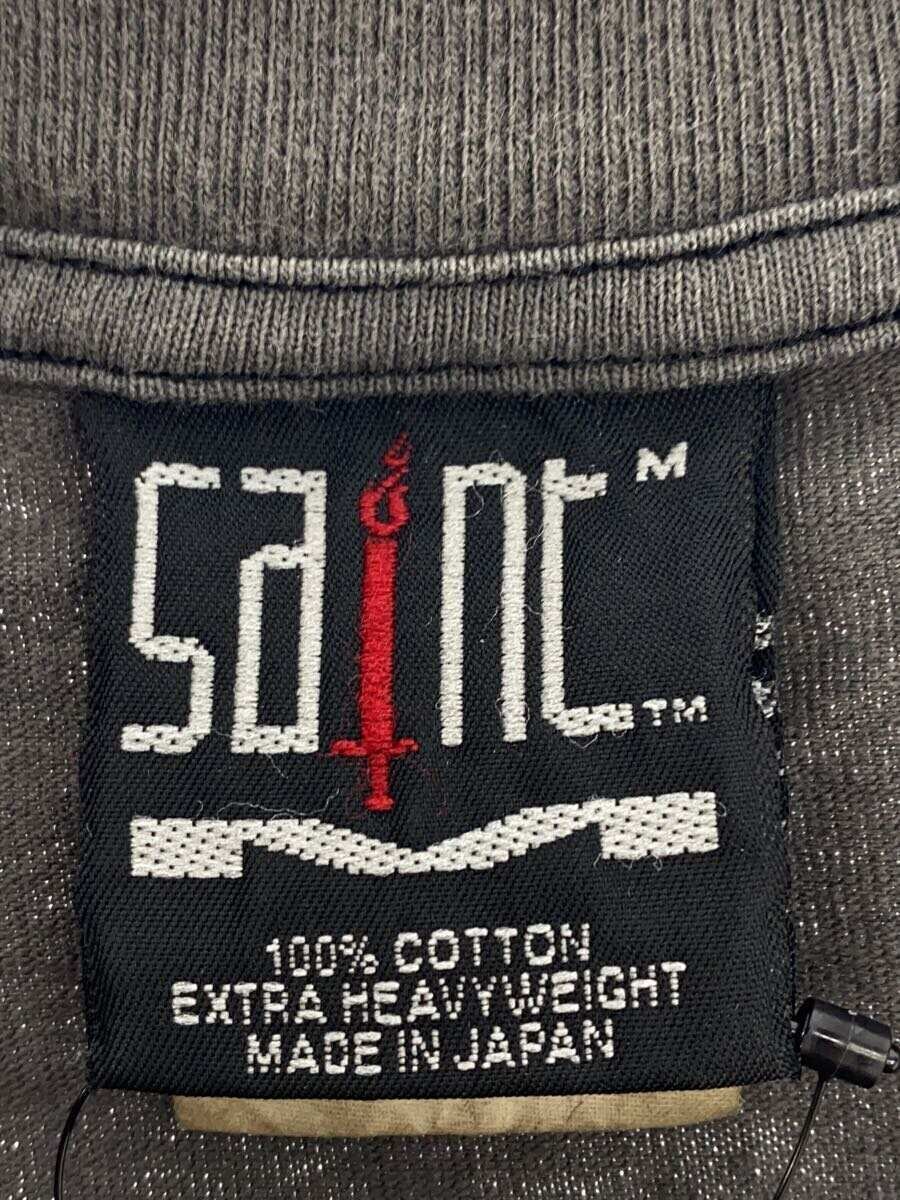 Saint M
TM
100% COTTON
EXTRA HEAVYWEIGHT
MADE IN JAPAN